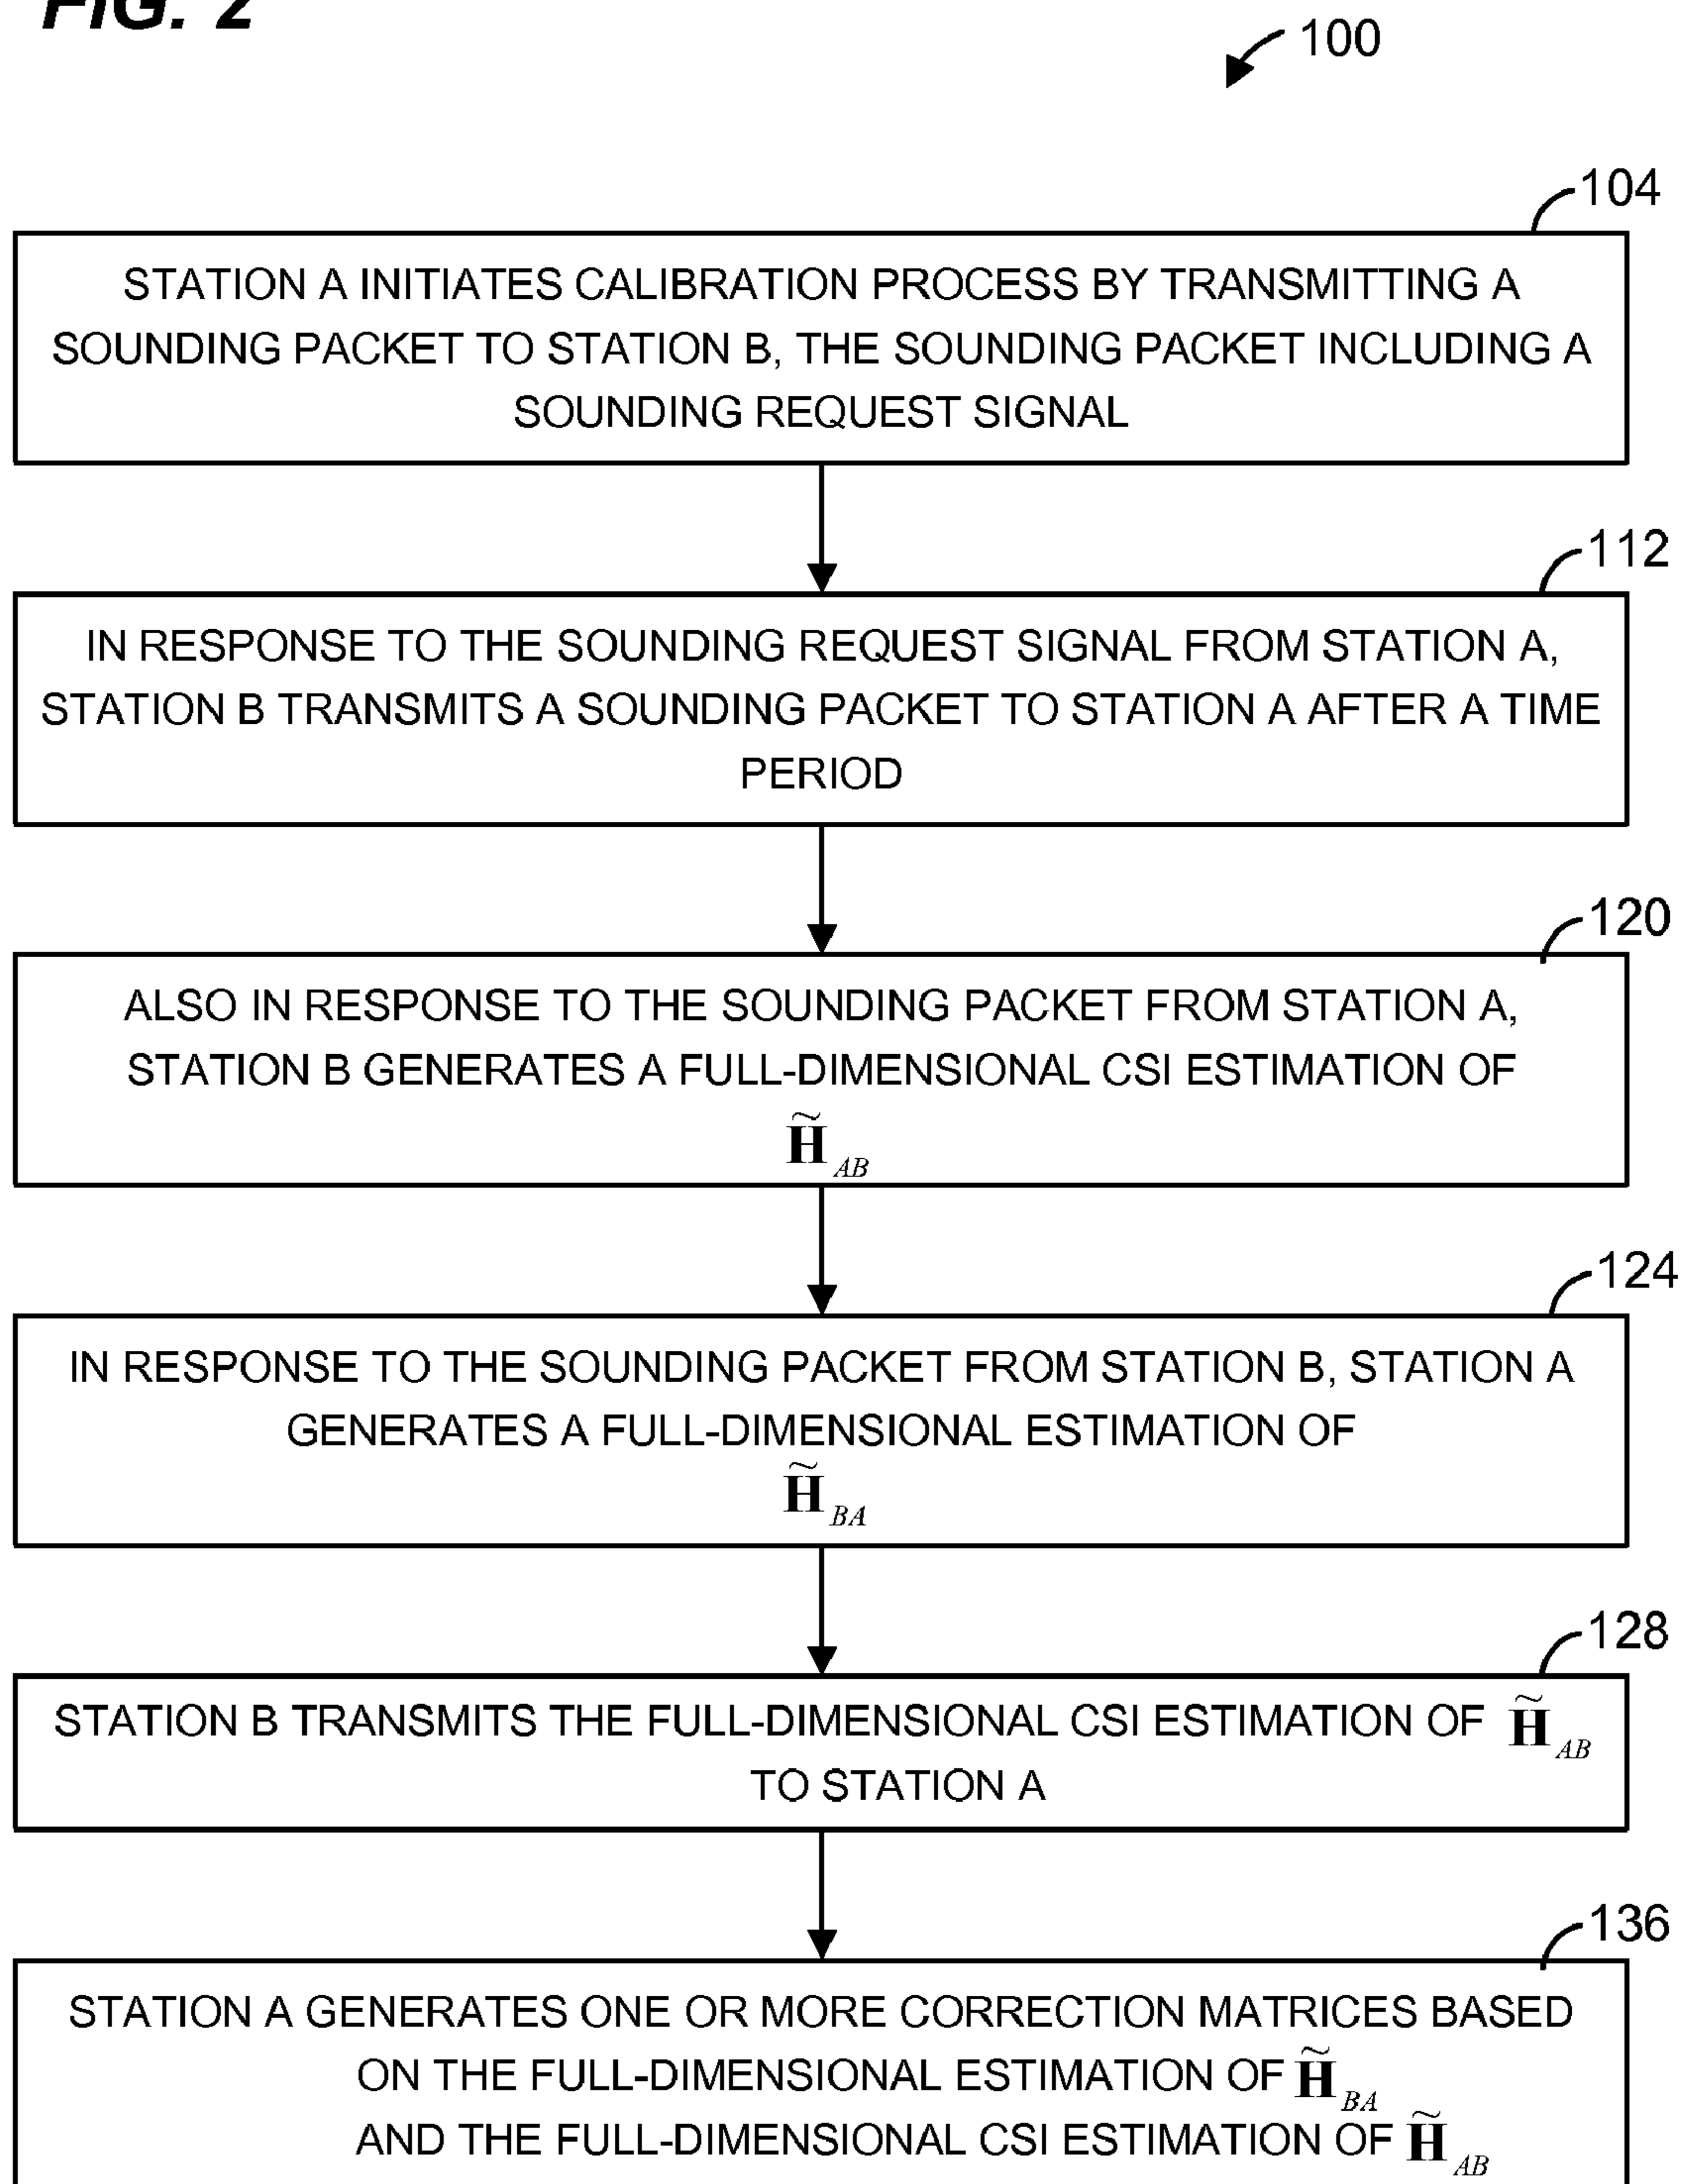 FIG. 2
100
104
STATION A INITIATES CALIBRATION PROCESS BY TRANSMITTING A
SOUNDING PACKET TO STATION B, THE SOUNDING PACKET INCLUDING A
SOUNDING REQUEST SIGNAL
112
IN RESPONSE TO THE SOUNDING REQUEST SIGNAL FROM STATION A,
STATION B TRANSMITS A SOUNDING PACKET TO STATION A AFTER A TIME
PERIOD
120
ALSO IN RESPONSE TO THE SOUNDING PACKET FROM STATION A,
STATION B GENERATES A FULL-DIMENSIONAL CSI ESTIMATION OF
H̃ AB
124
IN RESPONSE TO THE SOUNDING PACKET FROM STATION B, STATION A
GENERATES A FULL-DIMENSIONAL ESTIMATION OF
H̃ BA
128
STATION B TRANSMITS THE FULL-DIMENSIONAL CSI ESTIMATION OF H̃ AB
TO STATION A
136
STATION A GENERATES ONE OR MORE CORRECTION MATRICES BASED
ON THE FULL-DIMENSIONAL ESTIMATION OF H̃ BA
AND THE FULL-DIMENSIONAL CSI ESTIMATION OF H̃ AB